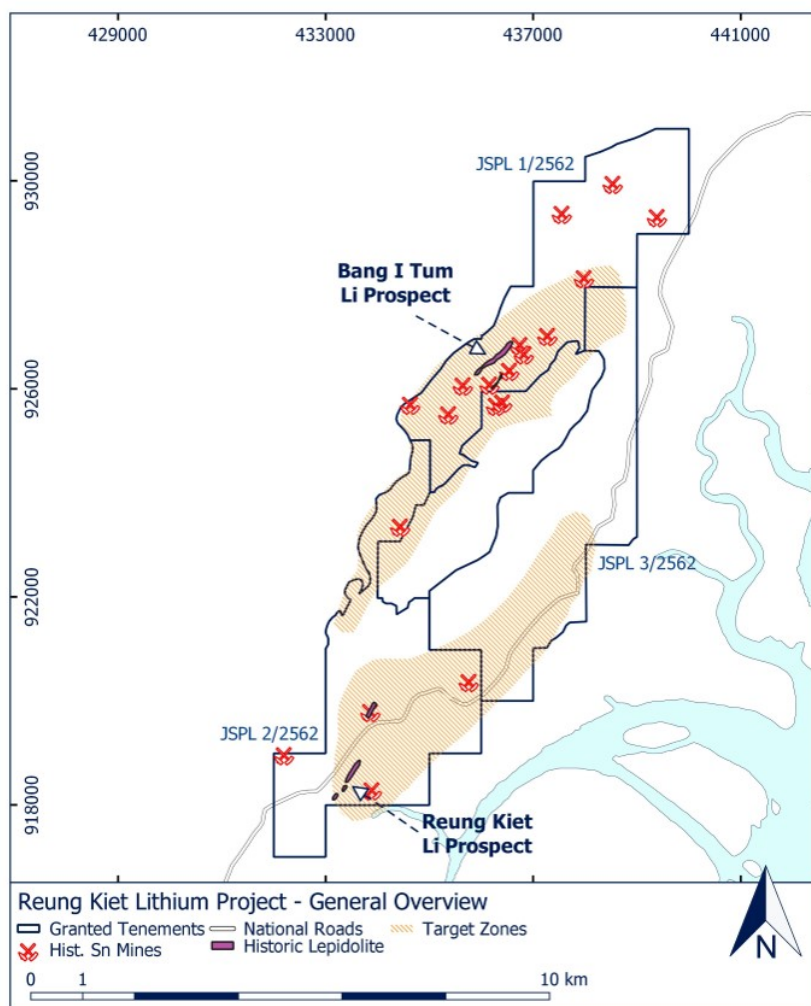 429000 433000 437000 441000
930000
926000
922000
918000
JSPL 1/2562
Bang I Tum
Li Prospect
JSPL 3/2562
JSPL 2/2562
Reung Kiet
Li Prospect
Reung Kiet Lithium Project - General Overview
Granted Tenements National Roads Target Zones
Hist. Sn Mines Historic Lepidolite
N
0 1 10 km